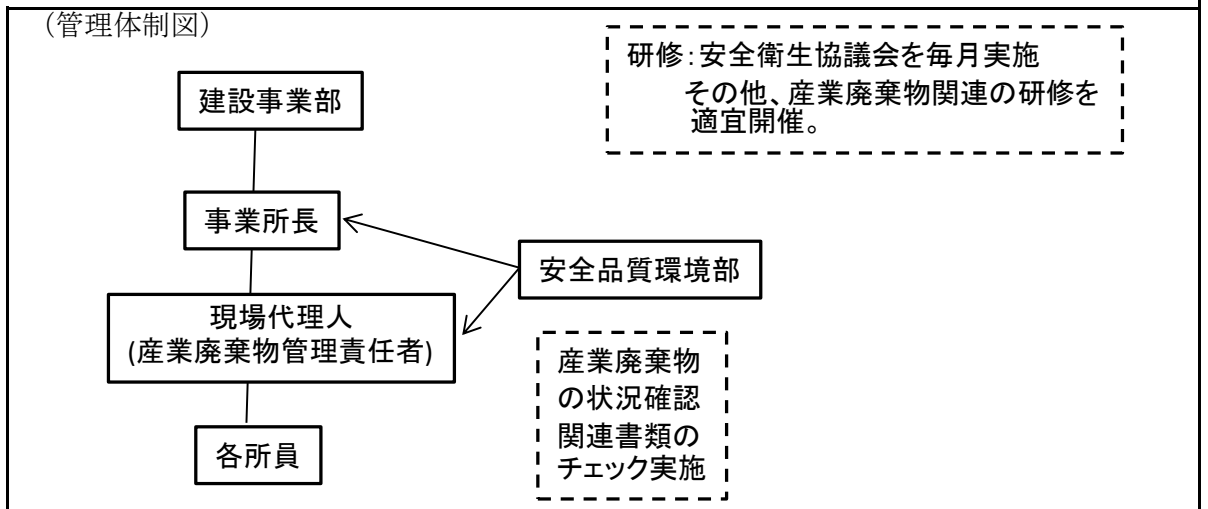 (管理体制図)
研修：安全衛生協議会を毎月実施
その他、産業廃棄物関連の研修を
適宜開催。
建設事業部
事業所長
安全品質環境部
現場代理人
(産業廃棄物管理責任者)
産業廃棄物
の状況確認
関連書類の
チェック実施
各所員